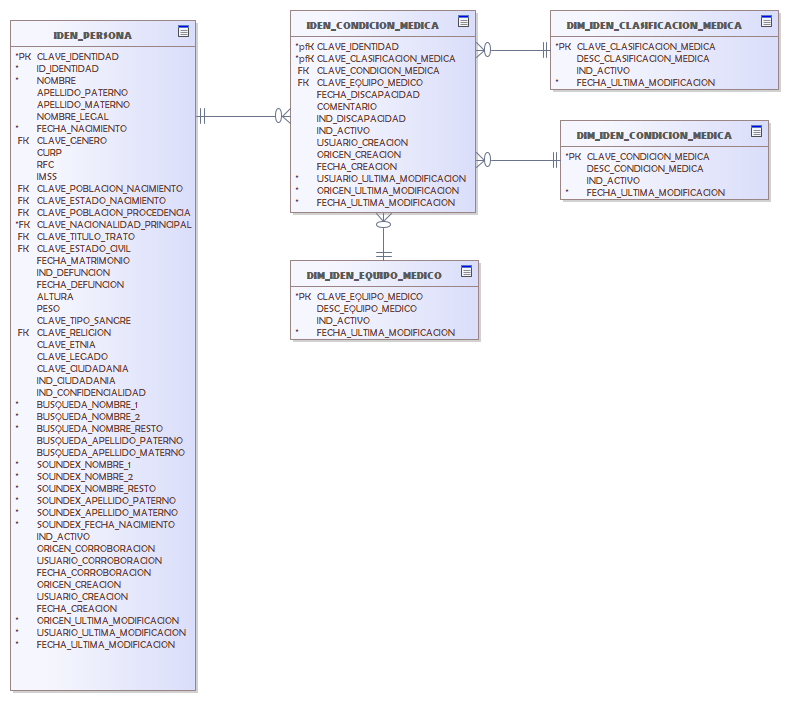 IDEN_PERSONA
*PK CLAVE_IDENTIDAD
* ID_IDENTIDAD
* NOMBRE
APELLIDO_PATERNO
APELLIDO_MATERNO
NOMBRE_LEGAL
* FECHA_NACIMIENTO
FK CLAVE_GENERO
CURP
RFC
IMSS
FK CLAVE_POBLACION_NACIMIENTO
FK CLAVE_ESTADO_NACIMIENTO
FK CLAVE_POBLACION_PROCEDENCIA
*FK CLAVE_NACIONALIDAD_PRINCIPAL
FK CLAVE_TITULO_TRATO
FK CLAVE_ESTADO_CIVIL
FECHA_MATRIMONIO
IND_DEFUNCION
FECHA_DEFUNCION
ALTURA
PESO
CLAVE_TIPO_SANGRE
FK CLAVE_RELIGION
CLAVE_ETNIA
CLAVE_LEGADO
CLAVE_CIUDADANIA
IND_CIUDADANIA
IND_CONFIDENCIALIDAD
* BUSQUEDA_NOMBRE_1
* BUSQUEDA_NOMBRE_2
* BUSQUEDA_NOMBRE_RESTO
BUSQUEDA_APELLIDO_PATERNO
BUSQUEDA_APELLIDO_MATERNO
* SOUNDEX_NOMBRE_1
* SOUNDEX_NOMBRE_2
* SOUNDEX_NOMBRE_RESTO
* SOUNDEX_APELLIDO_PATERNO
* SOUNDEX_APELLIDO_MATERNO
* SOUNDEX_FECHA_NACIMIENTO
IND_ACTIVO
ORIGEN_CORROBORACION
USUARIO_CORROBORACION
FECHA_CORROBORACION
ORIGEN_CREACION
USUARIO_CREACION
FECHA_CREACION
* ORIGEN_ULTIMA_MODIFICACION
* USUARIO_ULTIMA_MODIFICACION
* FECHA_ULTIMA_MODIFICACION
IDEN_CONDICION_MEDICA
*pfK CLAVE_IDENTIDAD
*pfK CLAVE_CLASIFICACION_MEDICA
FK CLAVE_CONDICION_MEDICA
FK CLAVE_EQUIPO_MEDICO
FECHA_DISCAPACIDAD
COMENTARIO
IND_DISCAPACIDAD
IND_ACTIVO
USUARIO_CREACION
ORIGEN_CREACION
FECHA_CREACION
* USUARIO_ULTIMA_MODIFICACION
* ORIGEN_ULTIMA_MODIFICACION
* FECHA_ULTIMA_MODIFICACION
DIM_IDEN_EQUIPO_MEDICO
*PK CLAVE_EQUIPO_MEDICO
DESC_EQUIPO_MEDICO
IND_ACTIVO
* FECHA_ULTIMA_MODIFICACION
DIM_IDEN_CLASIFICACION_MEDICA
*PK CLAVE_CLASIFICACION_MEDICA
DESC_CLASIFICACION_MEDICA
IND_ACTIVO
* FECHA_ULTIMA_MODIFICACION
DIM_IDEN_CONDICION_MEDICA
*PK CLAVE_CONDICION_MEDICA
DESC_CONDICION_MEDICA
IND_ACTIVO
* FECHA_ULTIMA_MODIFICACION